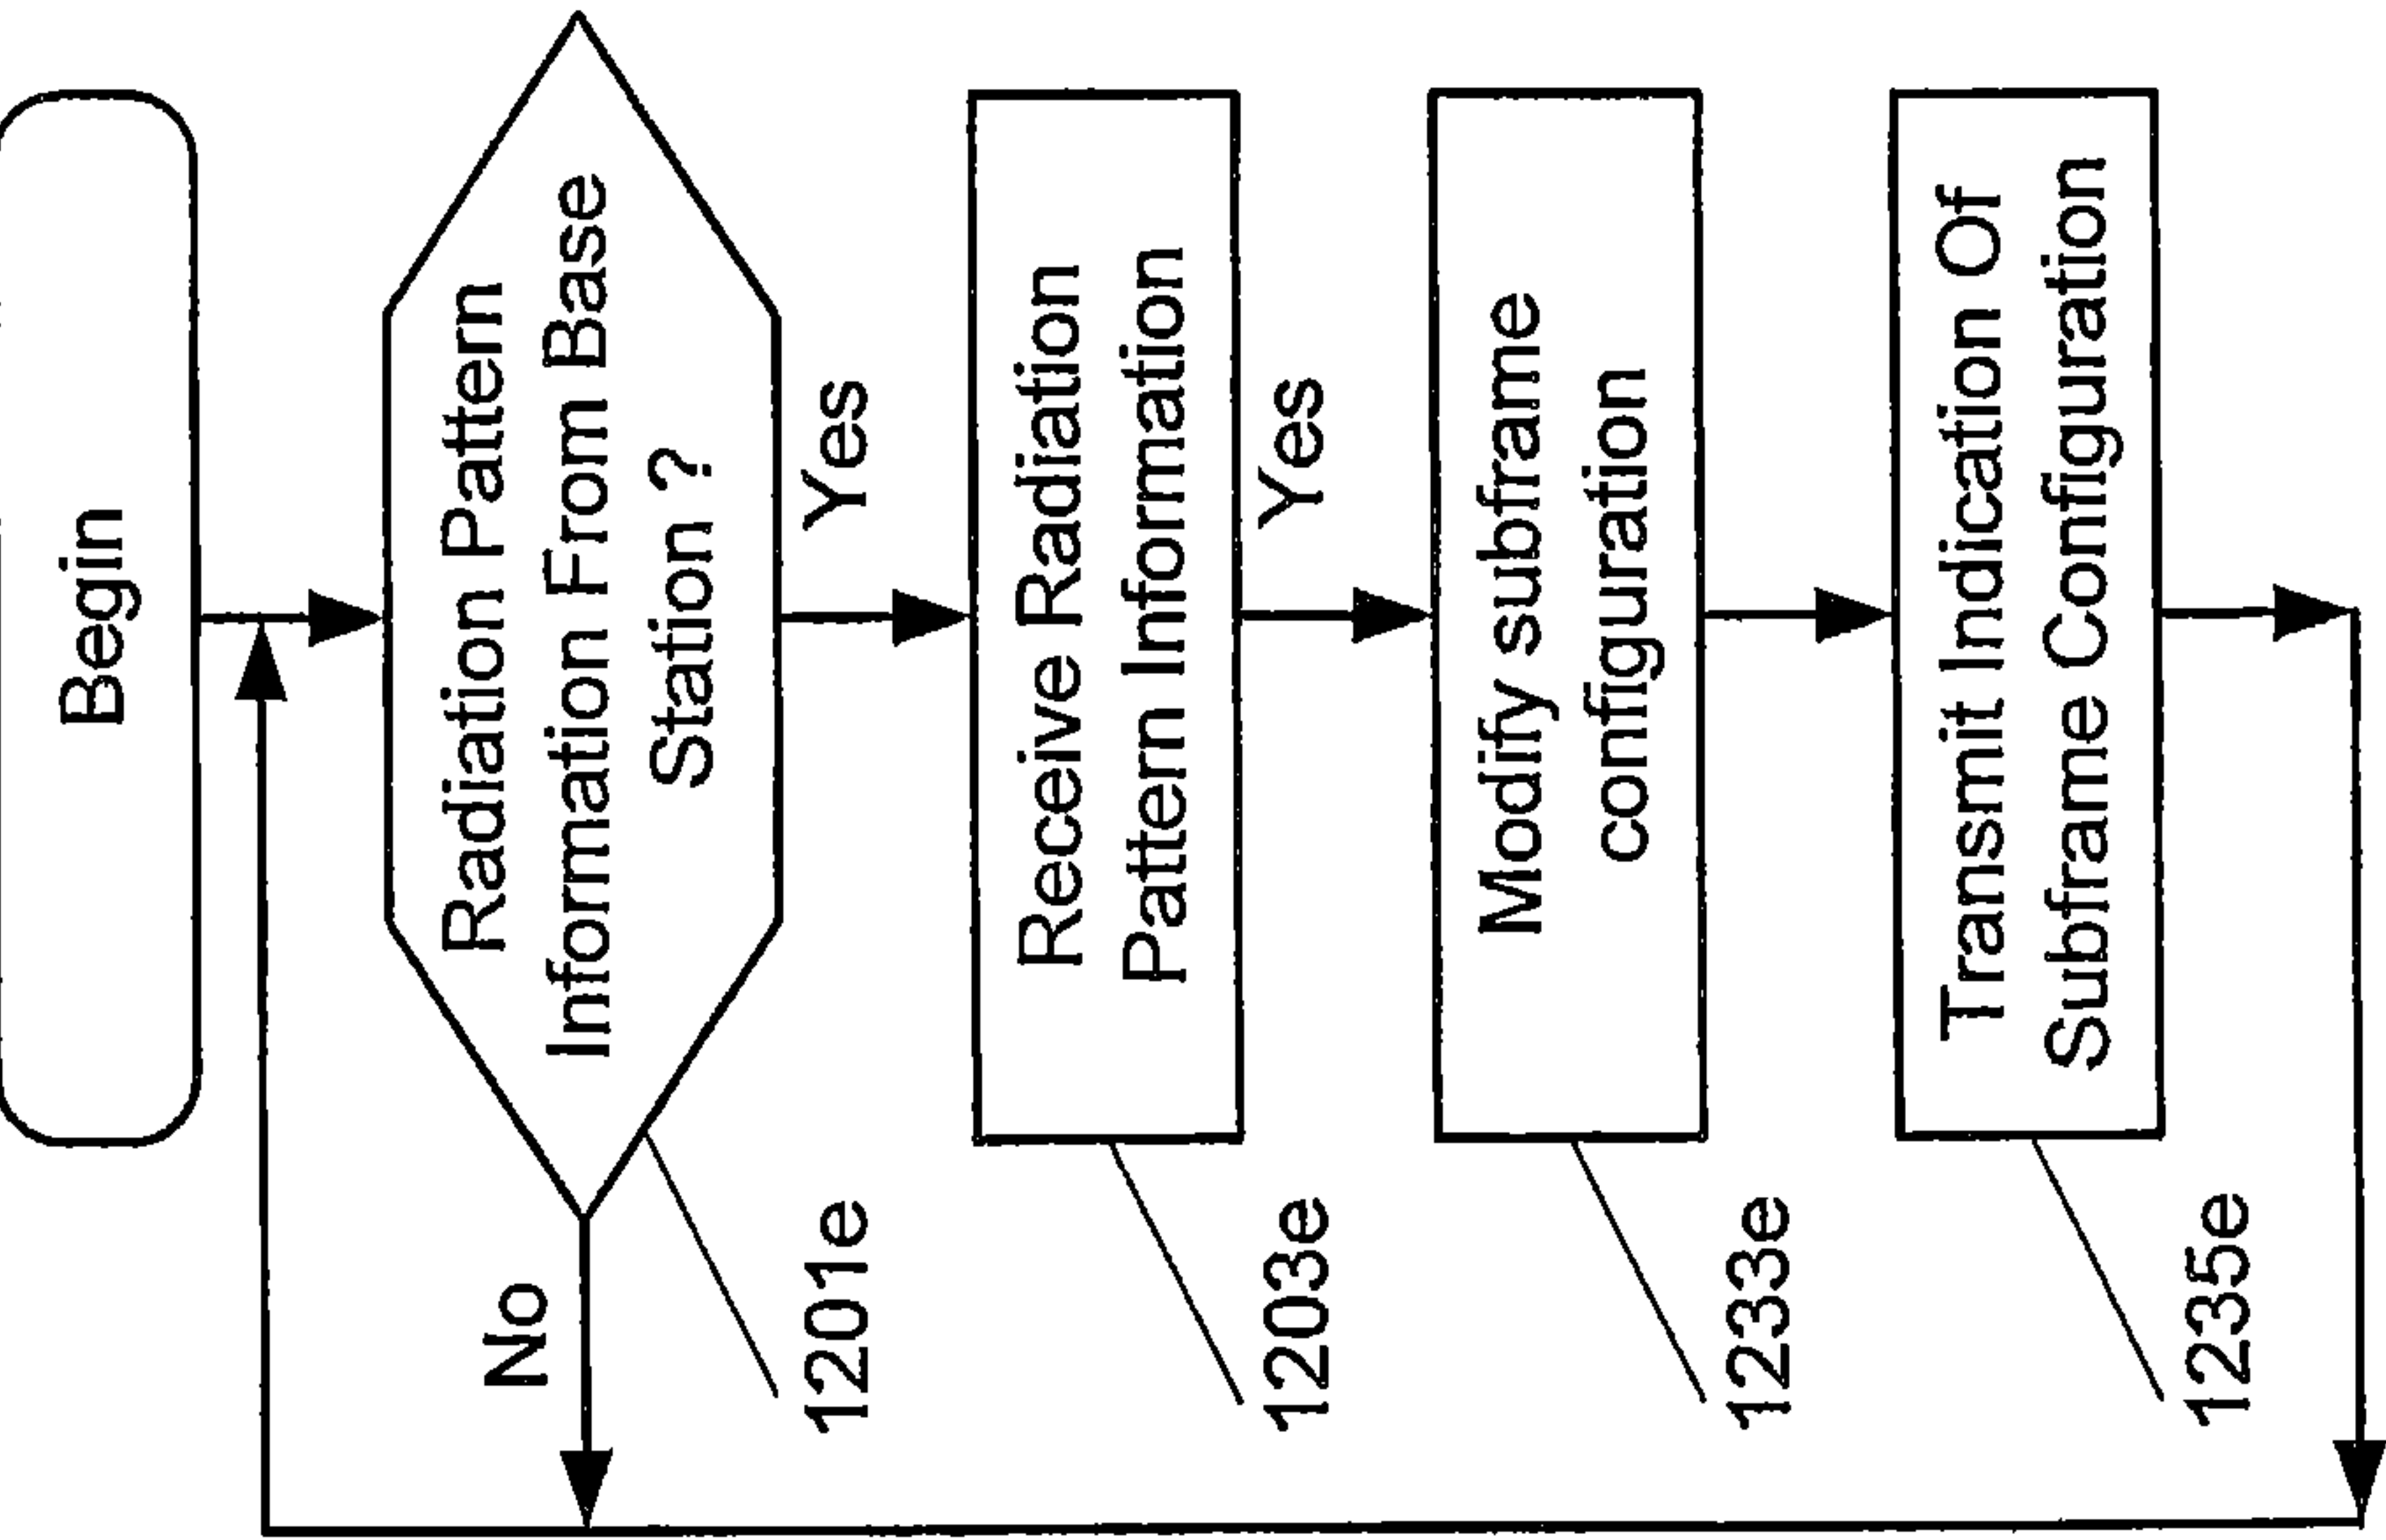 Begin
Radiation Pattern
Information From Base
Station ?
No
Yes
1201e
Receive Radiation
Pattern Information
Yes
1203e
Modify subframe
configuration
1233e
Transmit Indication Of
Subframe Configuration
1235e